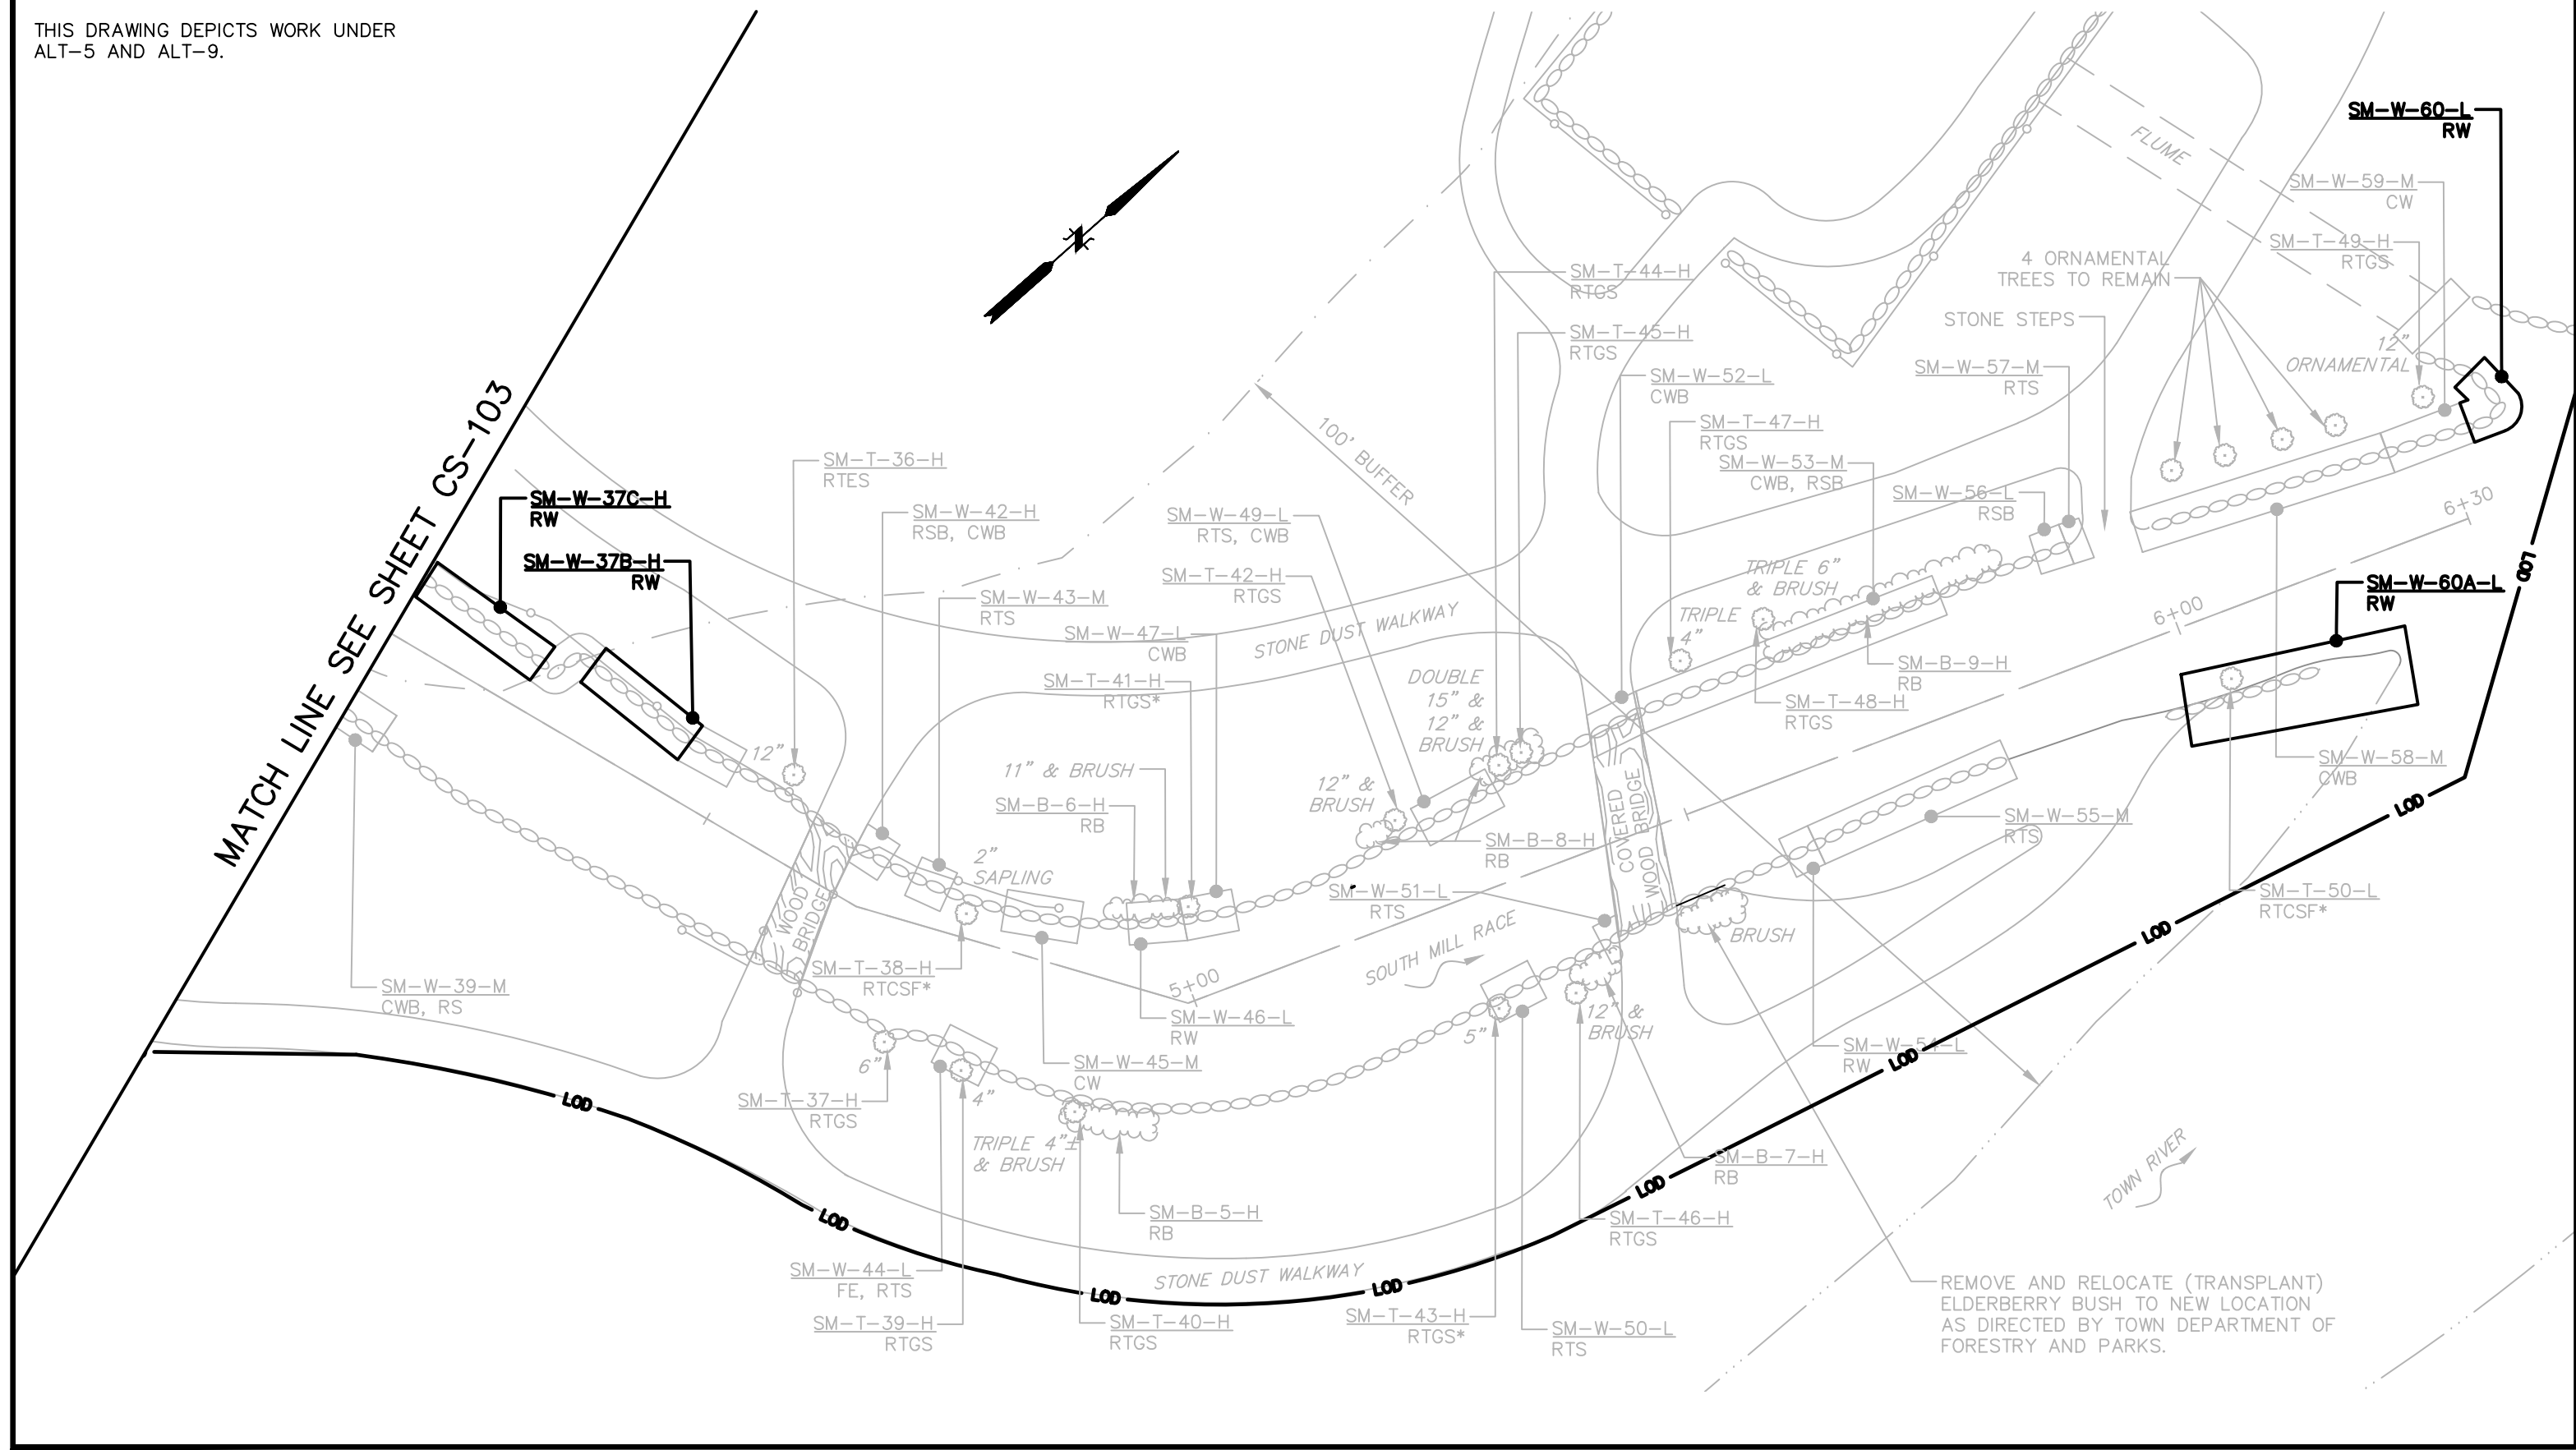 THIS DRAWING DEPICTS WORK UNDER
ALT-5 AND ALT-9.
MATCH LINE SEE SHEET CS-103
SM-W-60-L
RW
FLUME
SM-W-59-M
CW
SM-T-49-H
RTGS
4 ORNAMENTAL
TREES TO REMAIN
STONE STEPS
12"
ORNAMENTAL
SM-T-44-H
RTGS
SM-T-45-H
RTGS
SM-W-52-L
CWB
SM-W-57-M
RTS
SM-T-47-H
RTGS
SM-W-53-M
CWB, RSB
SM-W-56-L
RSB
100' BUFFER
SM-T-36-H
RTES
SM-W-37C-H
RW
SM-W-37B-H
RW
SM-W-42-H
RSB, CWB
SM-W-49-L
RTS, CWB
SM-T-42-H
RTGS
SM-W-43-M
RTS
SM-W-47-L
CWB
STONE DUST WALKWAY
SM-T-41-H
RTGS*
TRIPLE 6"
& BRUSH
TRIPLE
4"
6+30
6+00
LOD
SM-W-60A-L
RW
SM-B-9-H
RB
SM-T-48-H
RTGS
DOUBLE
15" &
12" &
BRUSH
12"
11" & BRUSH
SM-B-6-H
RB
12" &
BRUSH
SM-W-58-M
CWB
COVERED
WOOD BRIDGE
SM-B-8-H
RB
SM-W-55-M
RTS
LOD
2"
SAPLING
WOOD
BRIDGE
SM-W-51-L
RTS
SM-T-50-L
RTCSF*
BRUSH
LOD
SOUTH MILL RACE
SM-T-38-H
RTCSF*
5+00
SM-W-39-M
CWB, RS
SM-W-46-L
RW
12" &
BRUSH
5"
SM-W-54-L
RW
LOD
SM-W-45-M
CW
6"
4"
SM-T-37-H
RTGS
LOD
TRIPLE 4"±
& BRUSH
SM-B-7-H
RB
TOWN RIVER
LOD
SM-B-5-H
RB
SM-T-46-H
RTGS
LOD
SM-W-44-L
FE, RTS
STONE DUST WALKWAY
LOD
LOD
REMOVE AND RELOCATE (TRANSPLANT)
ELDERBERRY BUSH TO NEW LOCATION
AS DIRECTED BY TOWN DEPARTMENT OF
FORESTRY AND PARKS.
SM-T-39-H
RTGS
SM-T-40-H
RTGS
SM-T-43-H
RTGS*
SM-W-50-L
RTS